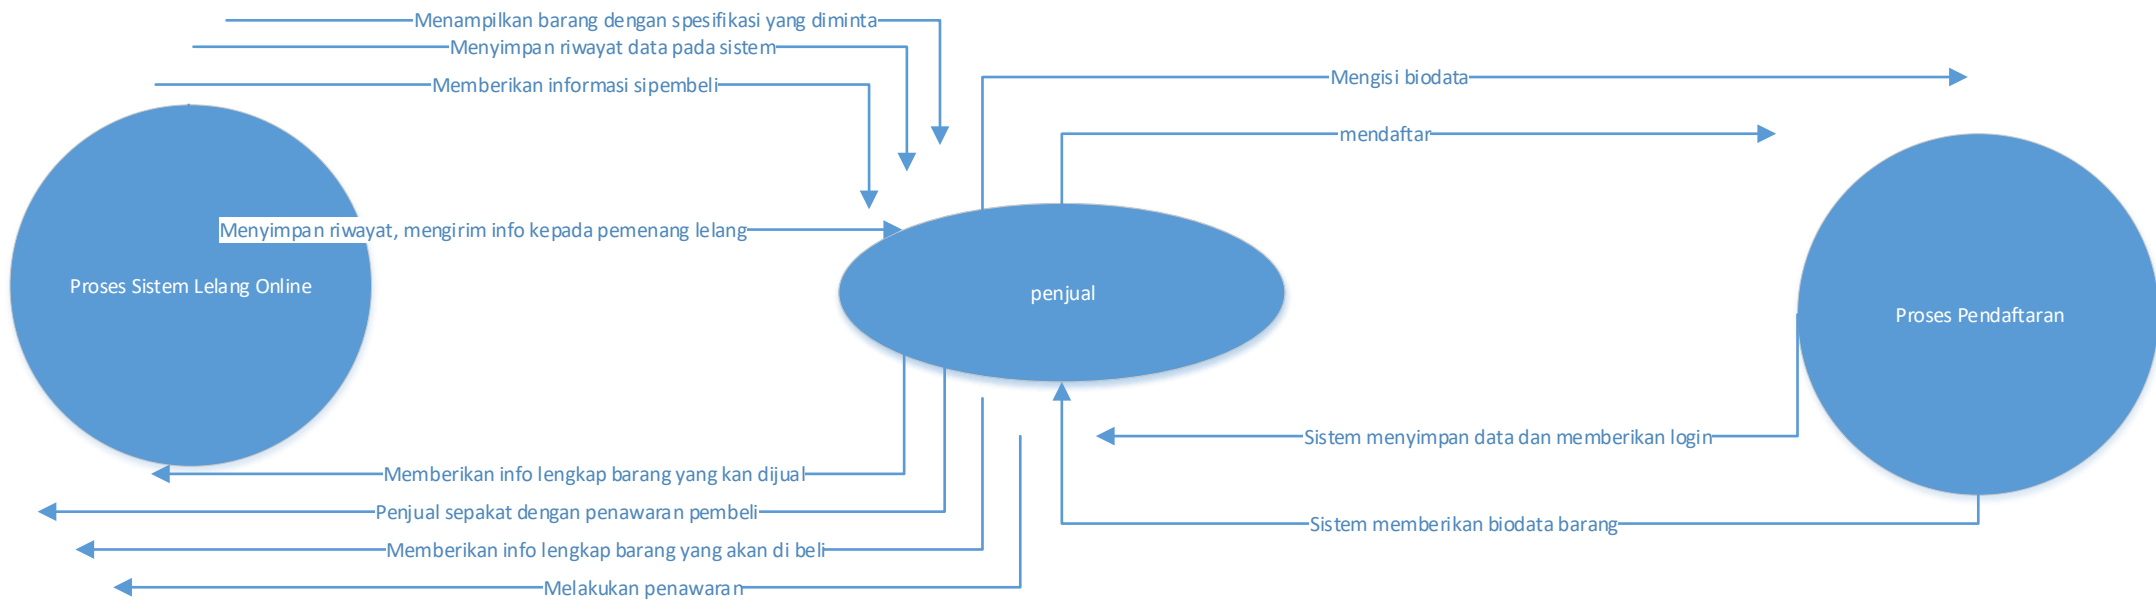 Menampilkan barang dengan spesifikasi yang diminta
Menyimpan riwayat data pada sistem
Memberikan informasi sipembeli
Mengisi biodata
mendaftar
Menyimpan riwayat, mengirim info kepada pemenang lelang
Proses Sistem Lelang Online
penjual
Proses Pendaftaran
Sistem menyimpan data dan memberikan login
Memberikan info lengkap barang yang kan dijual
Penjual sepakat dengan penawaran pembeli
Sistem memberikan biodata barang
Memberikan info lengkap barang yang akan di beli
Melakukan penawaran